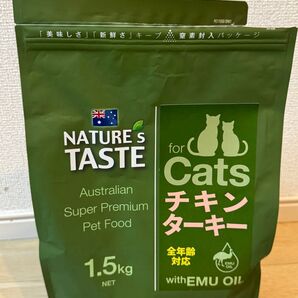 「美味しさ」「新鮮さ」キープ 窒素封入パッケージ
NATURE's
TASTE
Australian
Super Premium
Pet Food
1.5kg
NET
for
Cats
チキン
ターキー
全年齢
対応
EMU OIL
with EMU OIL